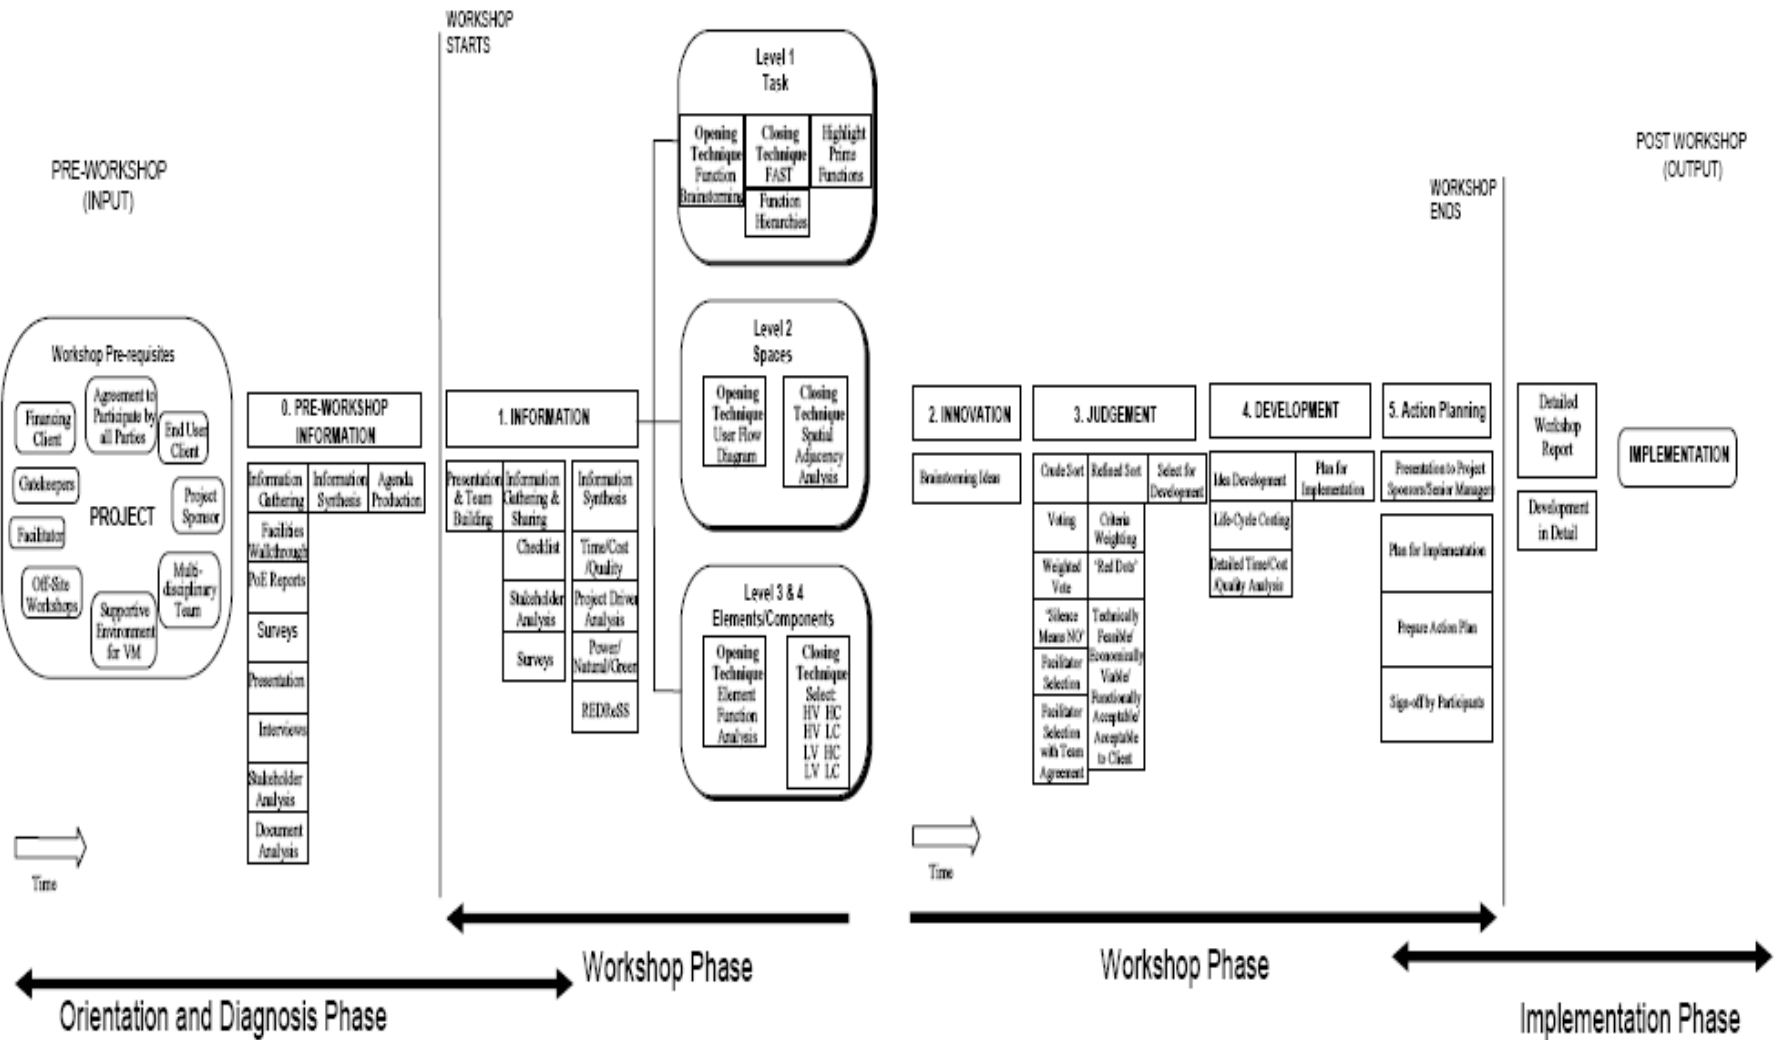 PRE-WORKSHOP
(INPUT)
Workshop Pre-requisites
Financing
Client
Agreement to
Participate by
all Parties
End User
Client
Gatekeepers
PROJECT
Project
Sponsor
Facilitator
Off-Site
Workshops
Supportive
Environment
for VM
Multi-
disciplinary
Team
Time
0. PRE-WORKSHOP
INFORMATION
Information
Gathering
Information
Synthesis
Agenda
Production
Facilities
Walkthrough
PoE Reports
Surveys
Presentation
Interviews
Stakeholder
Analysis
Document
Analysis
WORKSHOP
STARTS
1. INFORMATION
Presentation
& Team
Building
Information
Gathering &
Sharing
Checklist
Stakeholder
Analysis
Surveys
Information
Synthesis
Time/Cost
/Quality
Project Driver
Analysis
Power/
Natural/Green
REDReSS
Level 1
Task
Opening
Technique
Function
Brainstorming
Closing
Technique
FAST
Function
Hierarchies
Highlight
Prime
Functions
Level 2
Spaces
Opening
Technique
User Flow
Diagram
Closing
Technique
Spatial
Adjacency
Analysis
Level 3 & 4
Elements/Components
Opening
Technique
Element
Function
Analysis
Closing
Technique
Select:
HV HC
HV LC
LV HC
LV LC
2. INNOVATION
Brainstorming Ideas
3. JUDGEMENT
Crude Sort
Voting
Weighted
Vote
'Silence
Means NO'
Facilitator
Selection
Facilitator
Selection
with Team
Agreement
Refined Sort
Criteria
Weighting
'Red Dots'
Technically
Feasible/
Economically
Viable/
Functionally
Acceptable/
Acceptable
to Client
Select for
Development
4. DEVELOPMENT
Idea Development
Life-Cycle Costing
Detailed Time/Cost
/Quality Analysis
Plan for
Implementation
5. Action Planning
Presentation to Project
Sponsors/Senior Managers
Plan for Implementation
Prepare Action Plan
Sign-off by Participants
Time
WORKSHOP
ENDS
POST WORKSHOP
(OUTPUT)
Detailed
Workshop
Report
Development
in Detail
IMPLEMENTATION
Workshop Phase
Orientation and Diagnosis Phase
Workshop Phase
Implementation Phase